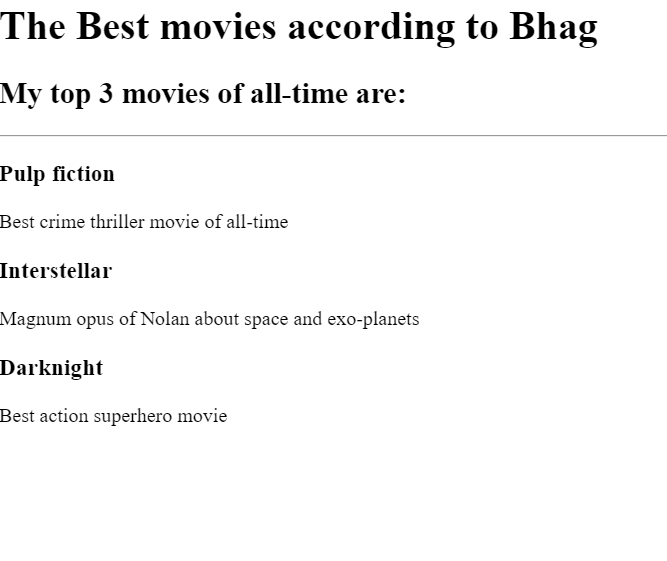 The Best movies according to Bhag
My top 3 movies of all-time are:
Pulp fiction
Best crime thriller movie of all-time
Interstellar
Magnum opus of Nolan about space and exo-planets
Darknight
Best action superhero movie